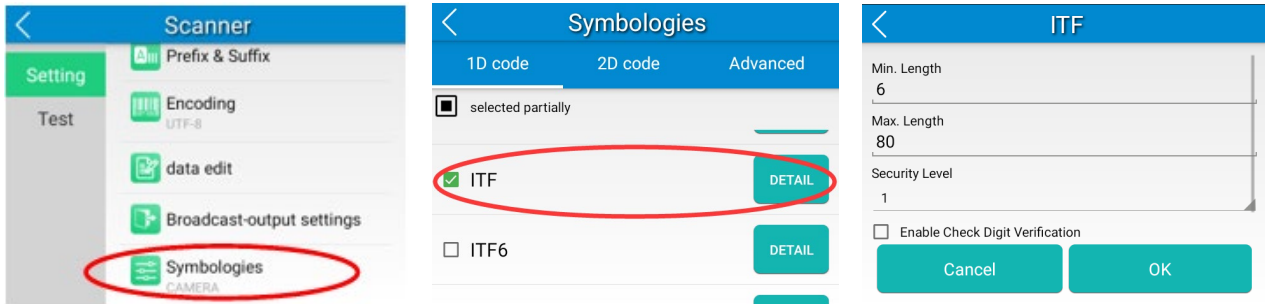 Scanner
Setting
Test
Prefix & Suffix
Encoding
UTF-8
data edit
Broadcast-output settings
Symbologies
CAMERA
Symbologies
1D code
2D code
Advanced
selected partially
ITF
DETAIL
ITF6
DETAIL
ITF
Min. Length
6
Max. Length
80
Security Level
1
Enable Check Digit Verification
Cancel
OK